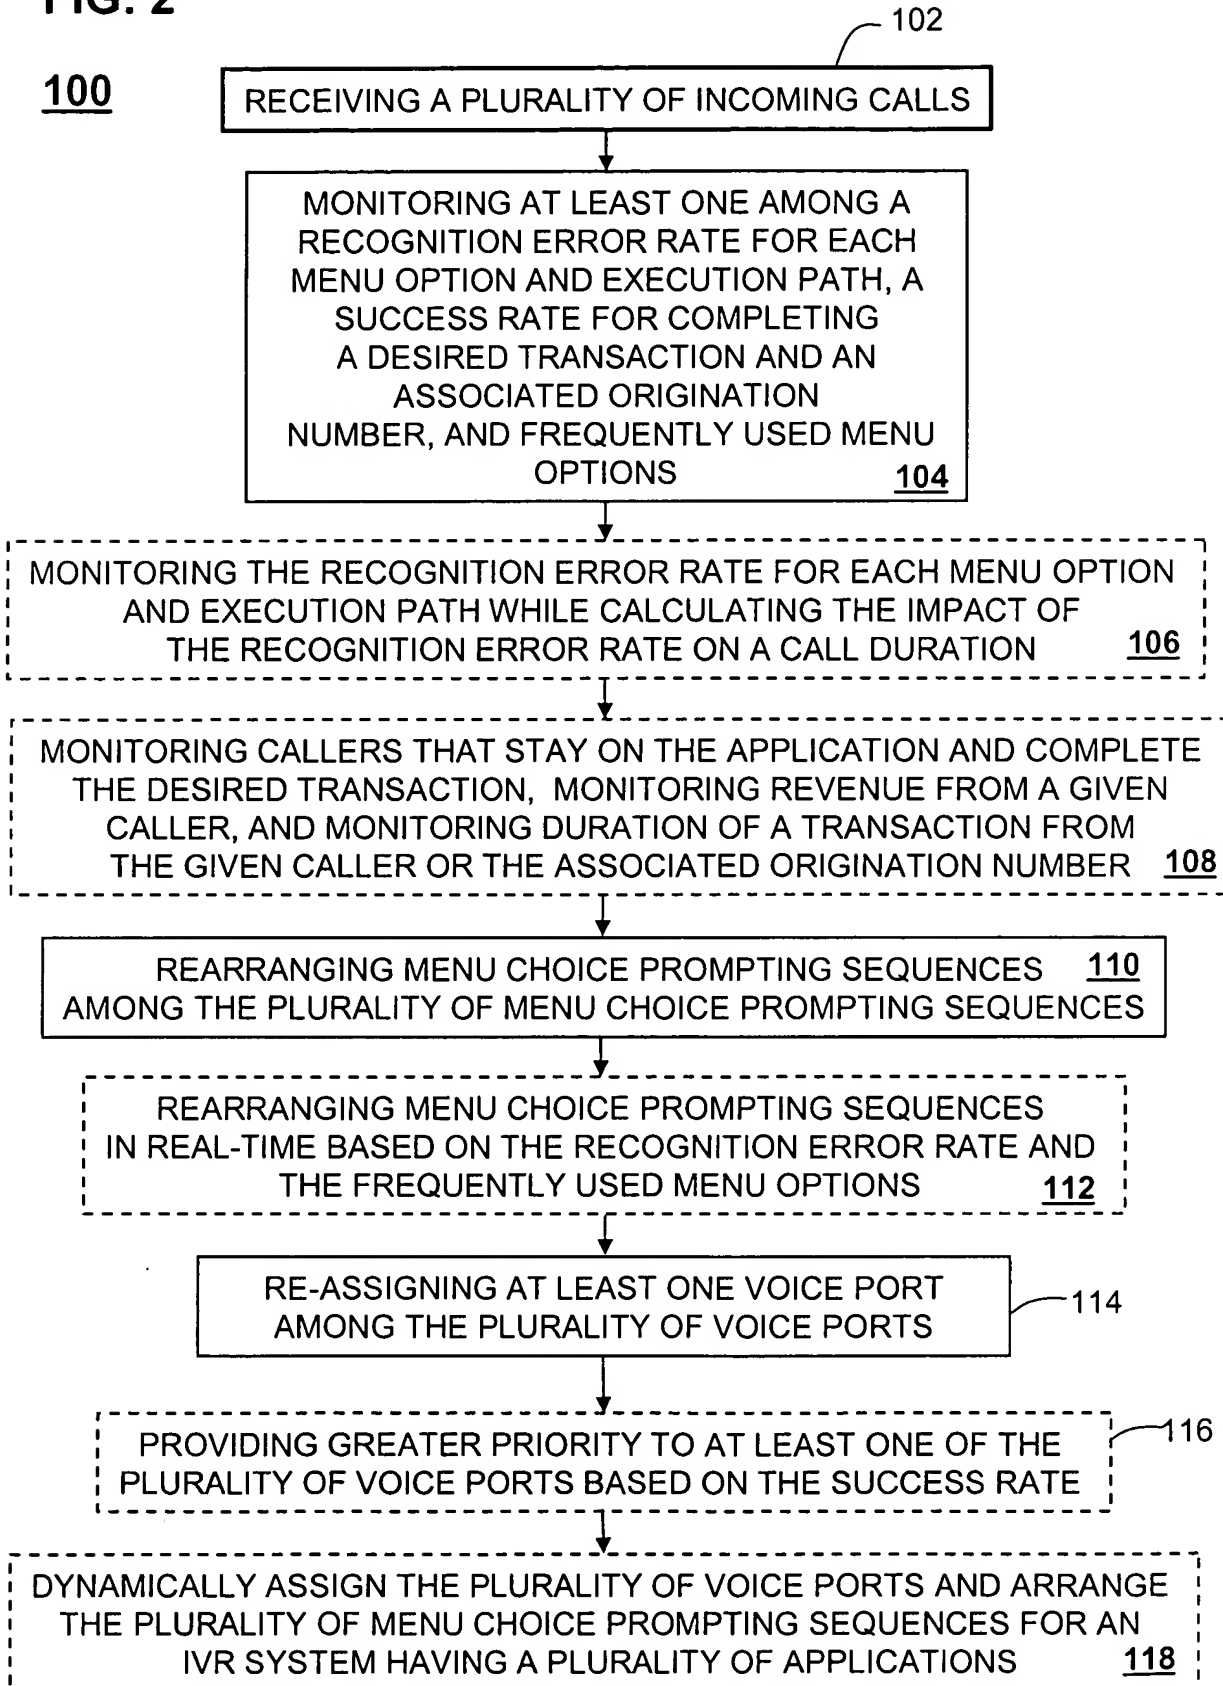 FIG. 2
102
100
RECEIVING A PLURALITY OF INCOMING CALLS
MONITORING AT LEAST ONE AMONG A
RECOGNITION ERROR RATE FOR EACH
MENU OPTION AND EXECUTION PATH, A
SUCCESS RATE FOR COMPLETING
A DESIRED TRANSACTION AND AN
ASSOCIATED ORIGINATION
NUMBER, AND FREQUENTLY USED MENU
OPTIONS 104
MONITORING THE RECOGNITION ERROR RATE FOR EACH MENU OPTION
AND EXECUTION PATH WHILE CALCULATING THE IMPACT OF
THE RECOGNITION ERROR RATE ON A CALL DURATION 106
MONITORING CALLERS THAT STAY ON THE APPLICATION AND COMPLETE
THE DESIRED TRANSACTION, MONITORING REVENUE FROM A GIVEN
CALLER, AND MONITORING DURATION OF A TRANSACTION FROM
THE GIVEN CALLER OR THE ASSOCIATED ORIGINATION NUMBER 108
REARRANGING MENU CHOICE PROMPTING SEQUENCES 110
AMONG THE PLURALITY OF MENU CHOICE PROMPTING SEQUENCES
REARRANGING MENU CHOICE PROMPTING SEQUENCES
IN REAL-TIME BASED ON THE RECOGNITION ERROR RATE AND
THE FREQUENTLY USED MENU OPTIONS 112
RE-ASSIGNING AT LEAST ONE VOICE PORT
AMONG THE PLURALITY OF VOICE PORTS
114
PROVIDING GREATER PRIORITY TO AT LEAST ONE OF THE
PLURALITY OF VOICE PORTS BASED ON THE SUCCESS RATE
116
DYNAMICALLY ASSIGN THE PLURALITY OF VOICE PORTS AND ARRANGE
THE PLURALITY OF MENU CHOICE PROMPTING SEQUENCES FOR AN
IVR SYSTEM HAVING A PLURALITY OF APPLICATIONS 118